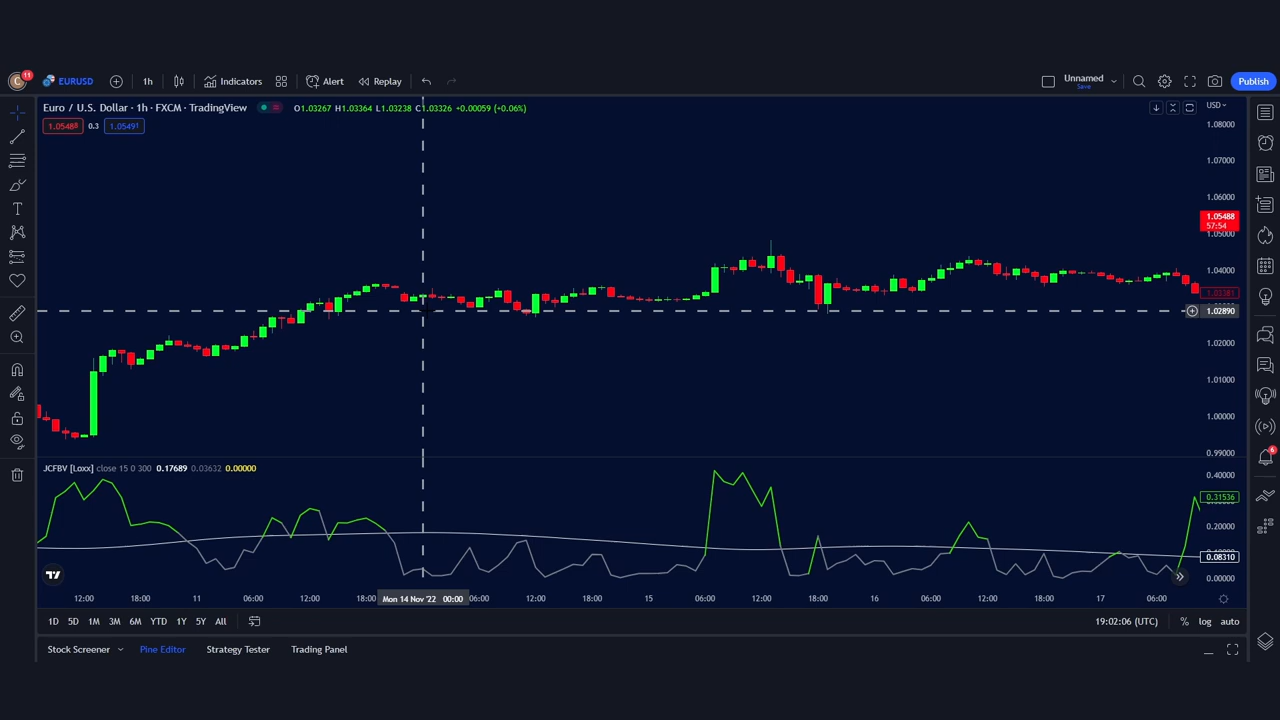 C 11 EURUSD 1h Indicators Alert Replay Unnamed Save Publish
Euro / U.S. Dollar · 1h · FXCM · TradingView O1.03267 H1.03364 L1.03238 C1.03326 +0.00059 (+0.06%) USD
1.05488 0.3 1.05491
1.08000
1.07000
1.06000
1.05488
57:54
1.05000
1.04000
1.03381
1.02890
1.02000
1.01000
1.00000
0.99000
JCFBV [Loxx] close 15 0 300 0.17689 0.03632 0.00000
0.40000
0.31536
0.20000
0.08310
0.00000
12:00 18:00 11 06:00 12:00 18:00 Mon 14 Nov '22 00:00 06:00 12:00 18:00 15 06:00 12:00 18:00 16 06:00 12:00 18:00 17 06:00
1D 5D 1M 3M 6M YTD 1Y 5Y All 19:02:06 (UTC) % log auto
Stock Screener Pine Editor Strategy Tester Trading Panel
6